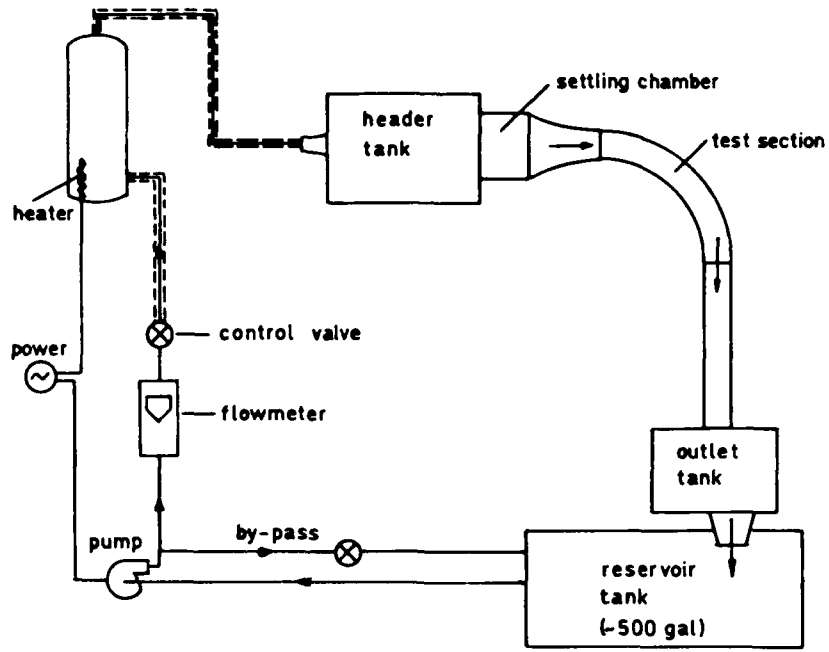 settling chamber
header
tank
test section
heater
control valve
power
flowmeter
outlet
tank
by-pass
pump
reservoir
tank
(~500 gal)